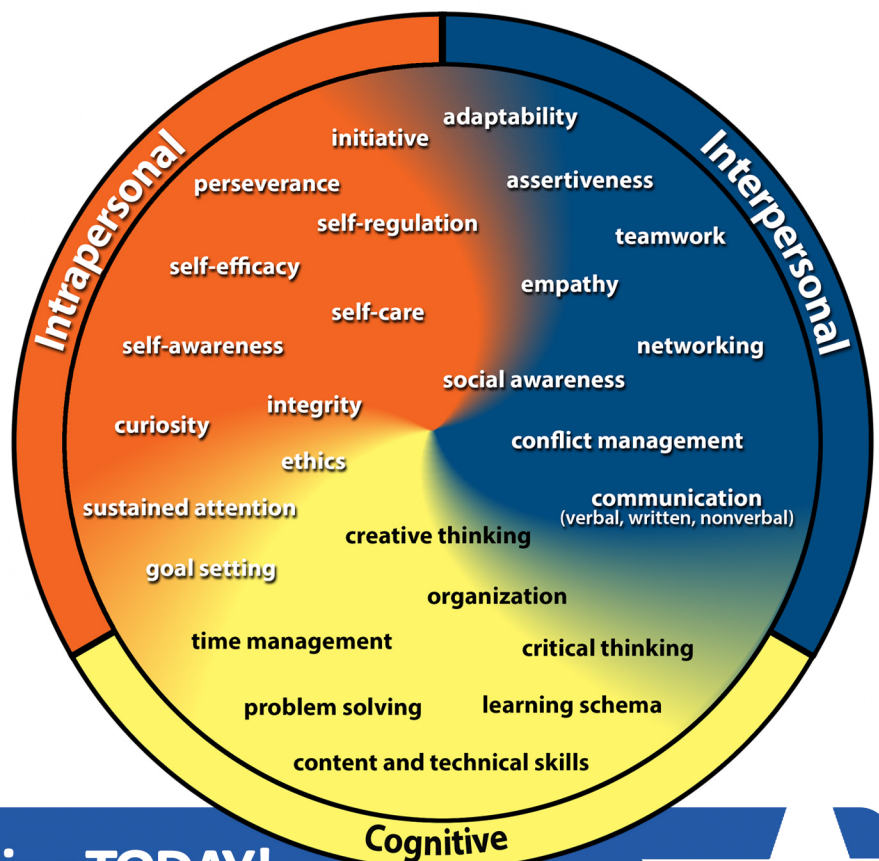 Intrapersonal
Interpersonal
Cognitive
adaptability
initiative
perseverance
assertiveness
self-regulation
teamwork
self-efficacy
empathy
self-care
self-awareness
networking
social awareness
integrity
curiosity
conflict management
ethics
sustained attention
communication
(verbal, written, nonverbal)
creative thinking
goal setting
organization
time management
critical thinking
problem solving
learning schema
content and technical skills
TODAY!